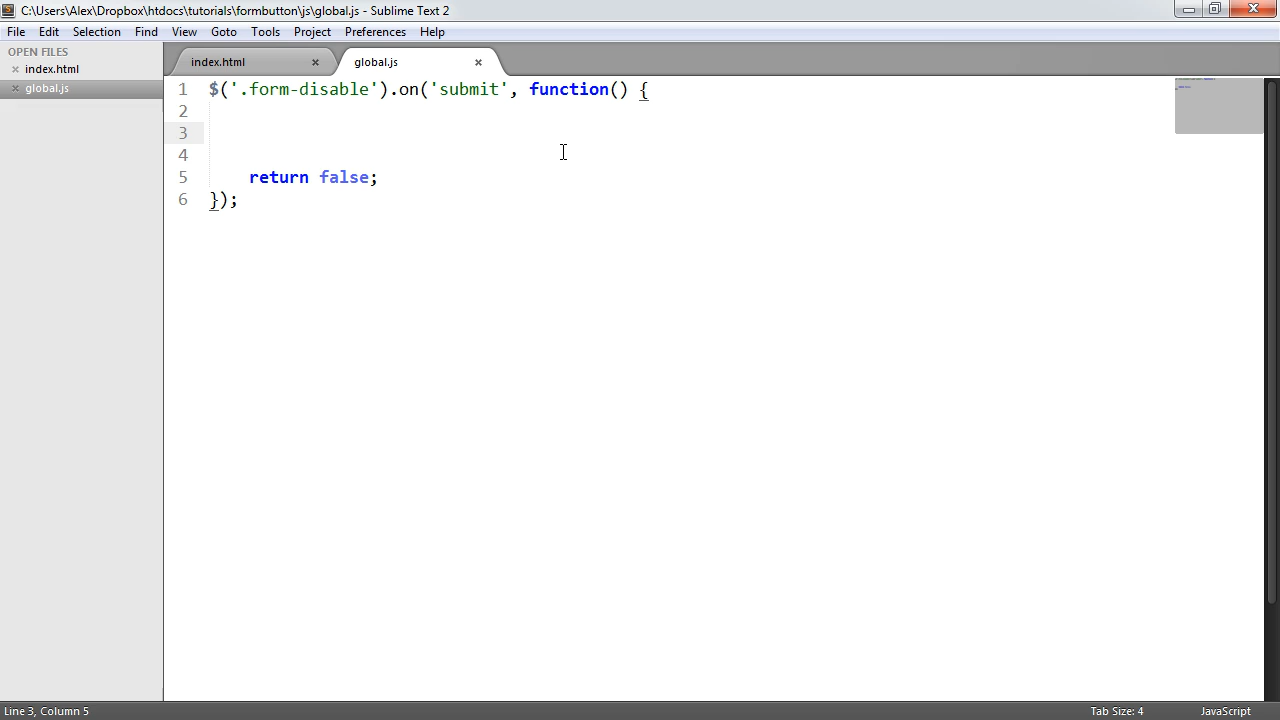 C:\Users\Alex\Dropbox\htdocs\tutorials\formbutton\js\global.js - Sublime Text 2
File Edit Selection Find View Goto Tools Project Preferences Help
OPEN FILES
index.html
global.js
index.html
global.js
1 $('.form-disable').on('submit', function() {
2
3
4
5 return false;
6 });
Line 3, Column 5
Tab Size: 4
JavaScript